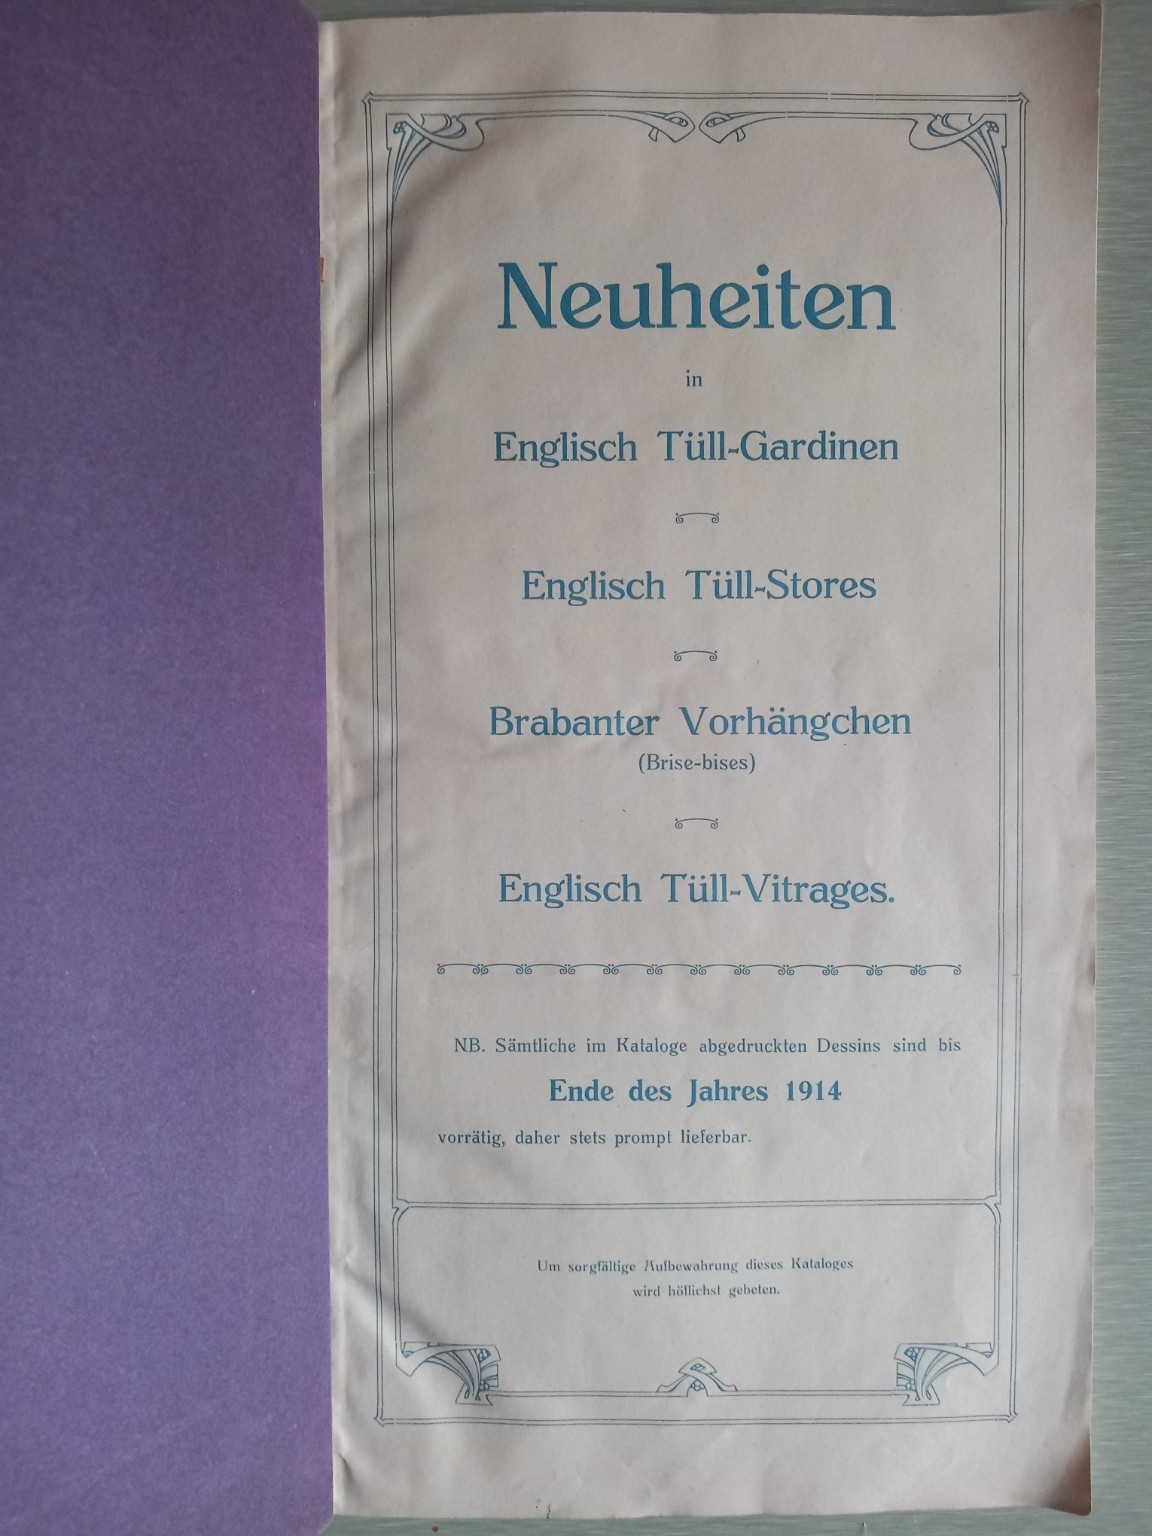 Neuheiten
in
Englisch Tüll-Gardinen
Englisch Tüll-Stores
Brabanter Vorhängchen
(Brise-bises)
Englisch Tüll-Vitrages.
NB. Sämtliche im Kataloge abgedruckten Dessins sind bis
Ende des Jahres 1914
vorrätig, daher stets prompt lieferbar.
Um sorgfältige Aufbewahrung dieses Kataloges
wird höflichst gebeten.